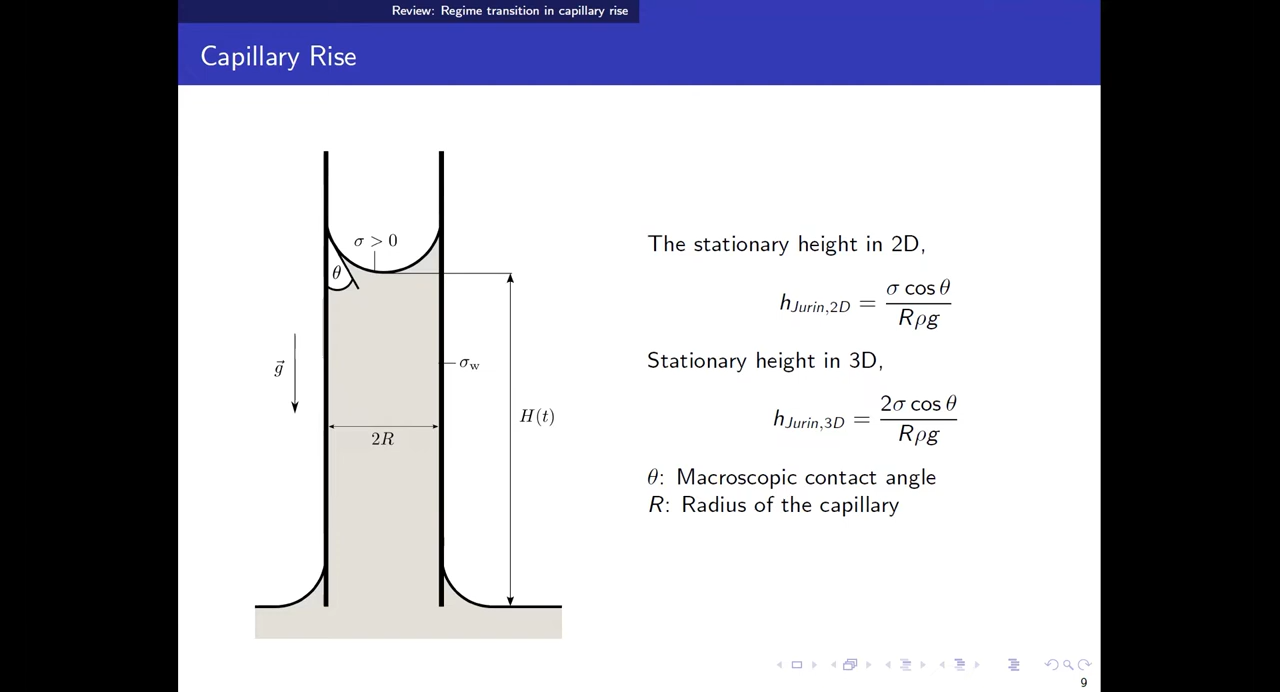 Review: Regime transition in capillary rise
Capillary Rise
σ > 0
θ
g⃗
σw
H(t)
2R
The stationary height in 2D,
hJurin,2D = σ cos θ / Rρg
Stationary height in 3D,
hJurin,3D = 2σ cos θ / Rρg
θ: Macroscopic contact angle
R: Radius of the capillary
9